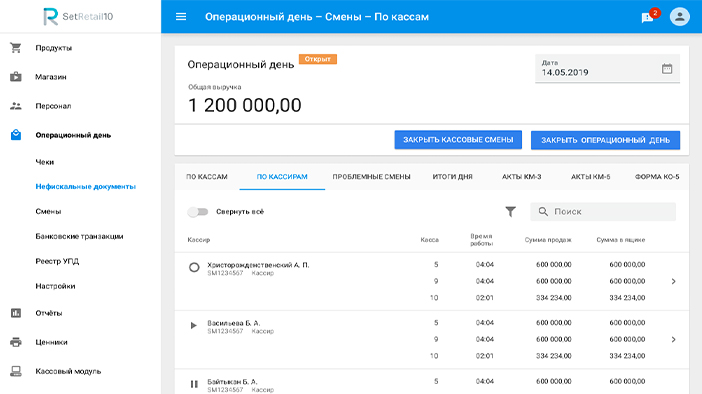 SetRetail10
Операционный день – Смены – По кассам
2
Продукты
Магазин
Персонал
Операционный день
Чеки
Нефискальные документы
Смены
Банковские транзакции
Реестр УПД
Настройки
Отчёты
Ценники
Кассовый модуль
Операционный день Открыт
Дата
14.05.2019
Общая выручка
1 200 000,00
ЗАКРЫТЬ КАССОВЫЕ СМЕНЫ ЗАКРЫТЬ ОПЕРАЦИОННЫЙ ДЕНЬ
ПО КАССАМ ПО КАССИРАМ ПРОБЛЕМНЫЕ СМЕНЫ ИТОГИ ДНЯ АКТЫ КМ-3 АКТЫ КМ-6 ФОРМА КО-5
Свернуть всё Поиск
Кассир Касса Время работы Сумма продаж Сумма в ящике
Христорожденственский А. П. 5 04:04 600 000,00 600 000,00
SM1234567 Кассир
9 04:04 600 000,00 600 000,00
10 02:01 334 234,00 334 234,00
Васильева Б. А. 5 04:04 600 000,00 600 000,00
SM1234567 Кассир
9 04:04 600 000,00 600 000,00
10 02:01 334 234,00 334 234,00
Байтыкан Б. А. 5 04:04 600 000,00 600 000,00